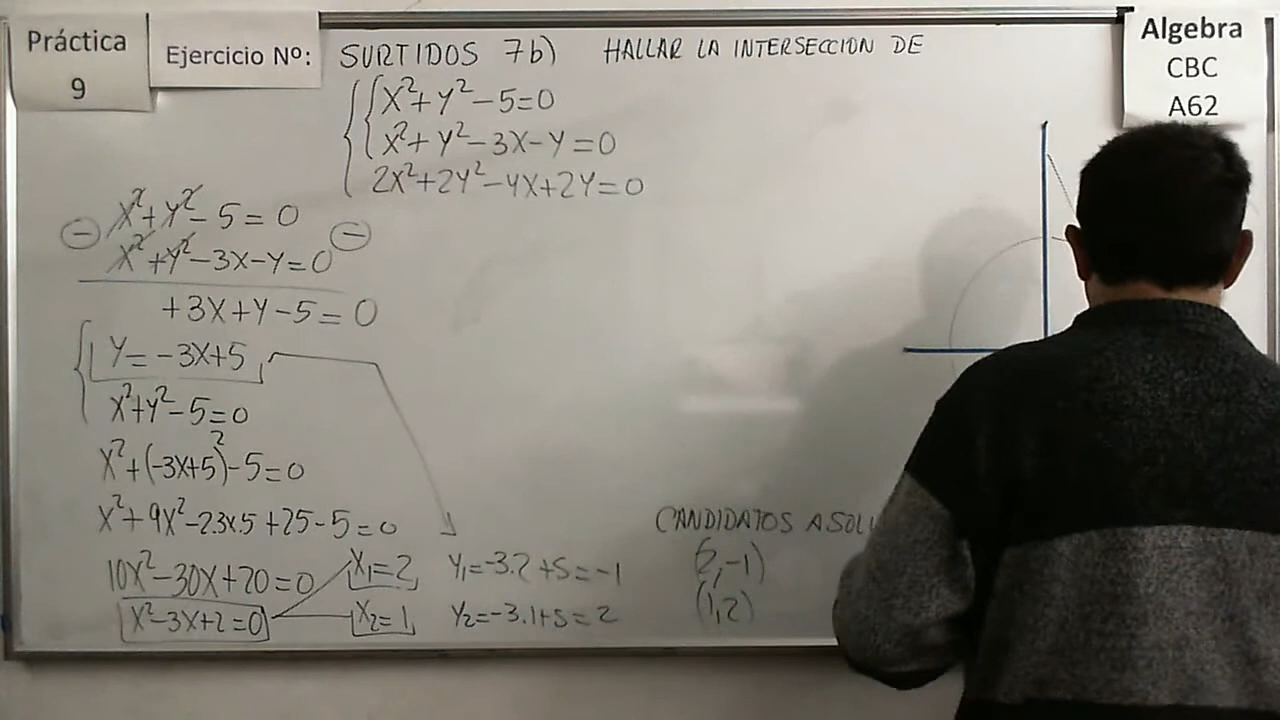 Práctica
9
Ejercicio Nº:
SURTIDOS 7b) HALLAR LA INTERSECCION DE
Algebra
CBC
A62
X²+Y²-5=0
X²+Y²-3X-Y=0
2X²+2Y²-4X+2Y=0
X²+Y²-5=0
- X²+Y²-3X-Y=0 -
+3X+Y-5=0
Y=-3X+5
X²+Y²-5=0
X²+(-3X+5)²-5=0
X²+9X²-2.3X.5+25-5=0
CANDIDATOS A
10X²-30X+20=0 X₁=2 Y₁=-3.2+5=-1 (2,-1)
X²-3X+2=0 X₂=1 Y₂=-3.1+5=2 (1,2)